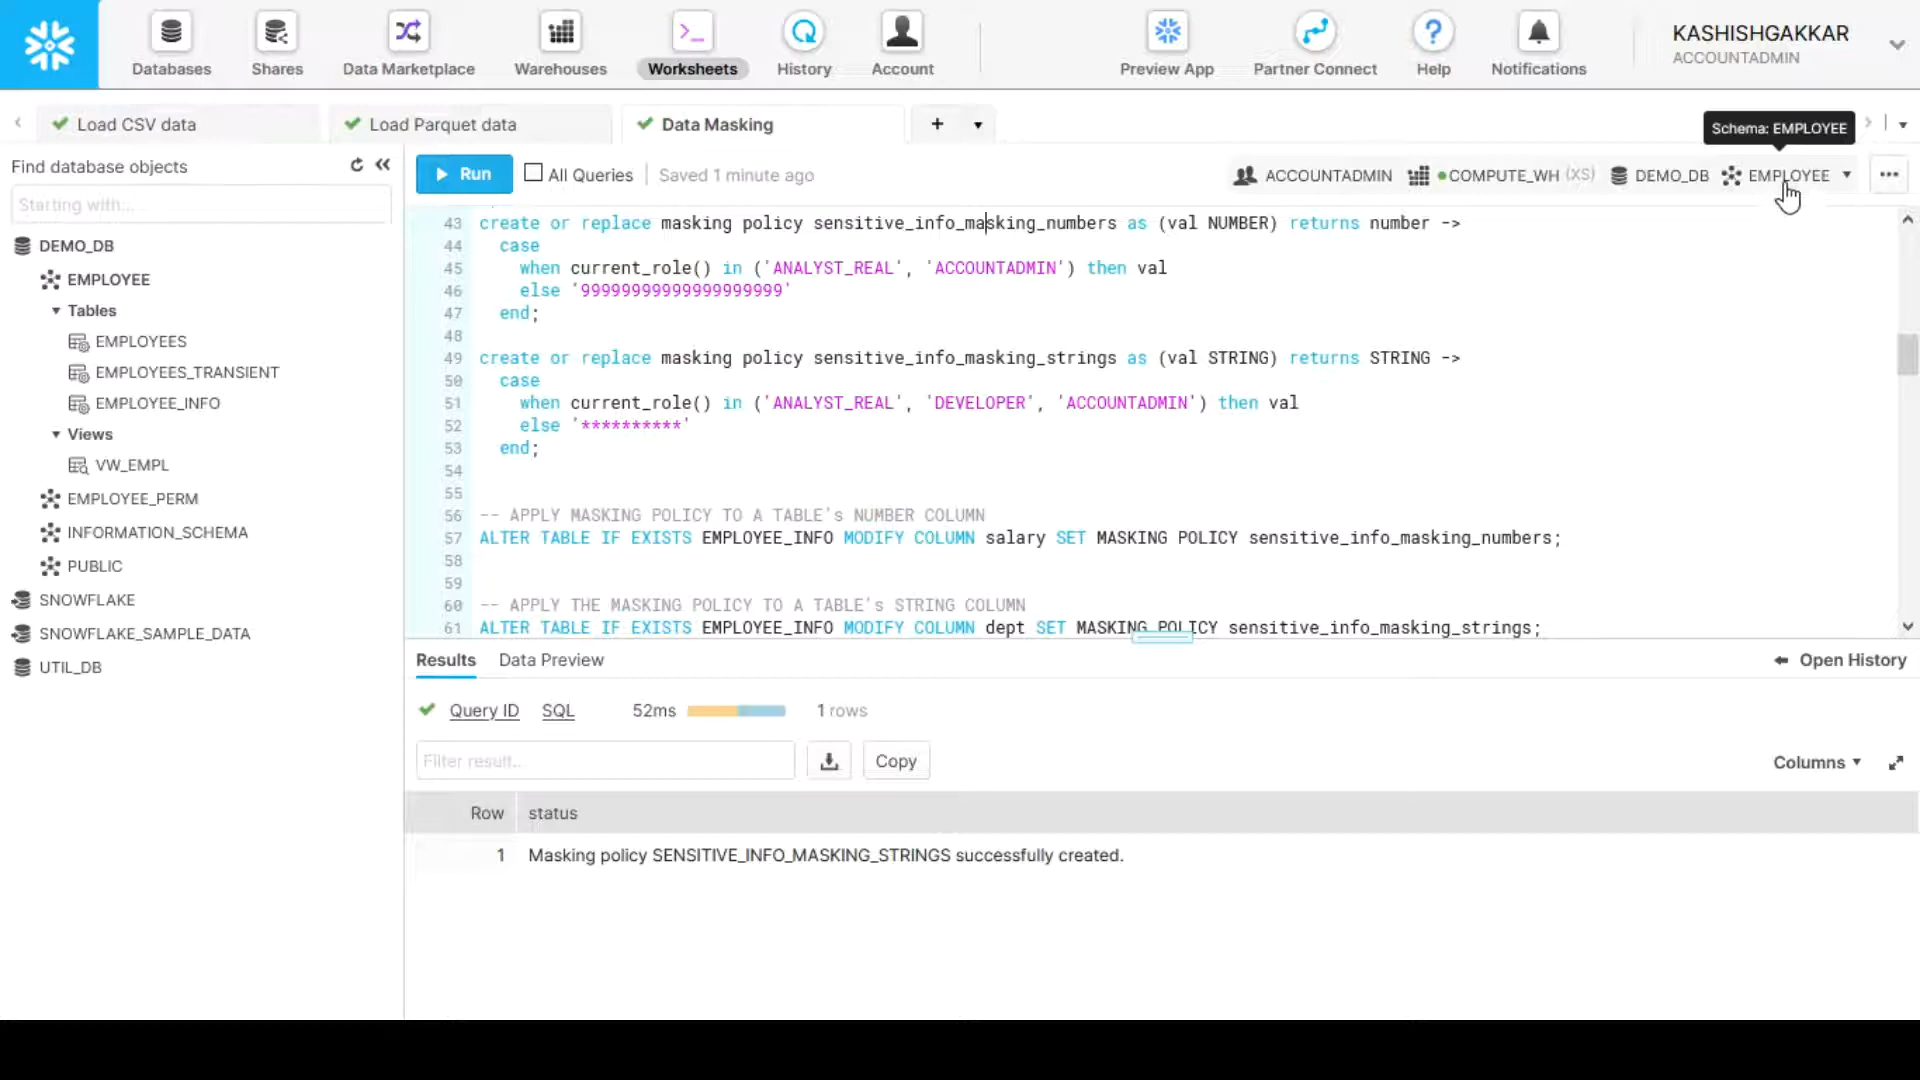 Databases
Shares
Data Marketplace
Warehouses
Worksheets
History
Account
Preview App
Partner Connect
Help
Notifications
KASHISHGAKKAR
ACCOUNTADMIN
Load CSV data
Load Parquet data
Data Masking
Schema: EMPLOYEE
Find database objects
Starting with...
DEMO_DB
EMPLOYEE
Tables
EMPLOYEES
EMPLOYEES_TRANSIENT
EMPLOYEE_INFO
Views
VW_EMPL
EMPLOYEE_PERM
INFORMATION_SCHEMA
PUBLIC
SNOWFLAKE
SNOWFLAKE_SAMPLE_DATA
UTIL_DB
Run All Queries Saved 1 minute ago ACCOUNTADMIN COMPUTE_WH (XS) DEMO_DB EMPLOYEE
43 create or replace masking policy sensitive_info_masking_numbers as (val NUMBER) returns number ->
44 case
45 when current_role() in ('ANALYST_REAL', 'ACCOUNTADMIN') then val
46 else '99999999999999999999'
47 end;
48
49 create or replace masking policy sensitive_info_masking_strings as (val STRING) returns STRING ->
50 case
51 when current_role() in ('ANALYST_REAL', 'DEVELOPER', 'ACCOUNTADMIN') then val
52 else '**********'
53 end;
54
55
56 -- APPLY MASKING POLICY TO A TABLE's NUMBER COLUMN
57 ALTER TABLE IF EXISTS EMPLOYEE_INFO MODIFY COLUMN salary SET MASKING POLICY sensitive_info_masking_numbers;
58
59
60 -- APPLY THE MASKING POLICY TO A TABLE's STRING COLUMN
61 ALTER TABLE IF EXISTS EMPLOYEE_INFO MODIFY COLUMN dept SET MASKING POLICY sensitive_info_masking_strings;
Results Data Preview Open History
Query ID SQL 52ms 1 rows
Filter result... Copy Columns
Row status
1 Masking policy SENSITIVE_INFO_MASKING_STRINGS successfully created.